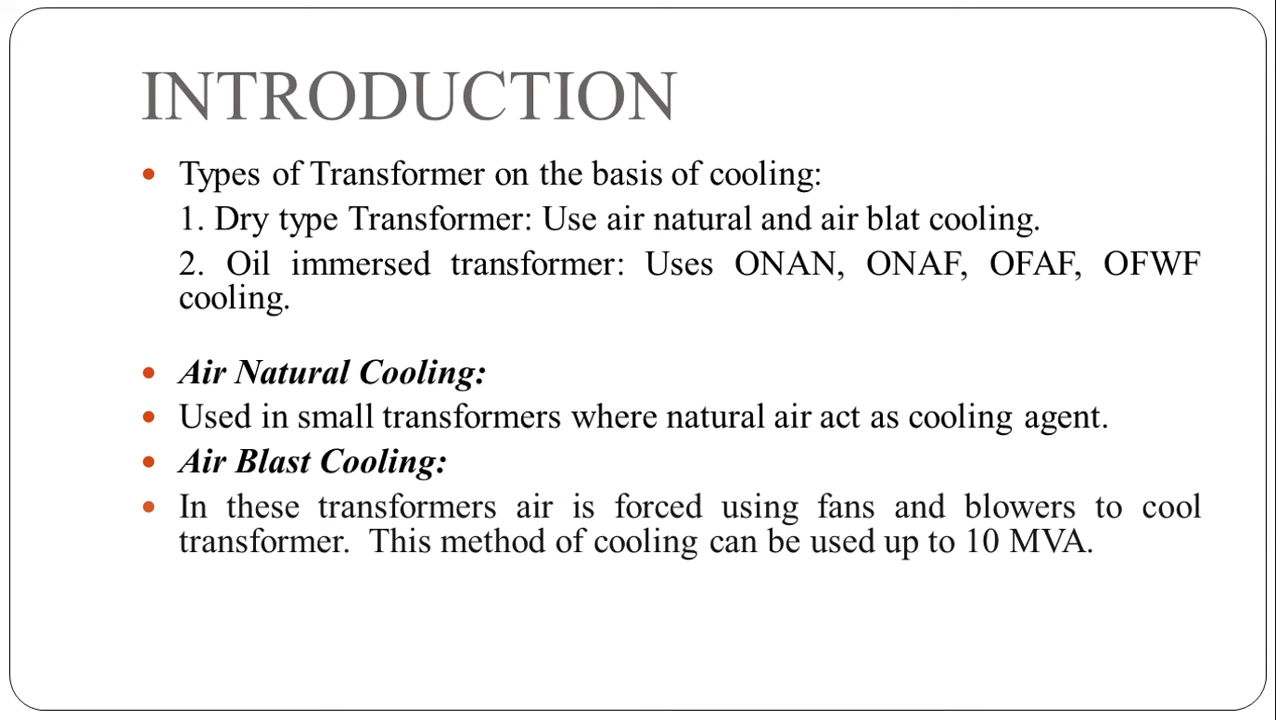 INTRODUCTION
• Types of Transformer on the basis of cooling:
1. Dry type Transformer: Use air natural and air blat cooling.
2. Oil immersed transformer: Uses ONAN, ONAF, OFAF, OFWF
cooling.
• Air Natural Cooling:
• Used in small transformers where natural air act as cooling agent.
• Air Blast Cooling:
• In these transformers air is forced using fans and blowers to cool
transformer. This method of cooling can be used up to 10 MVA.